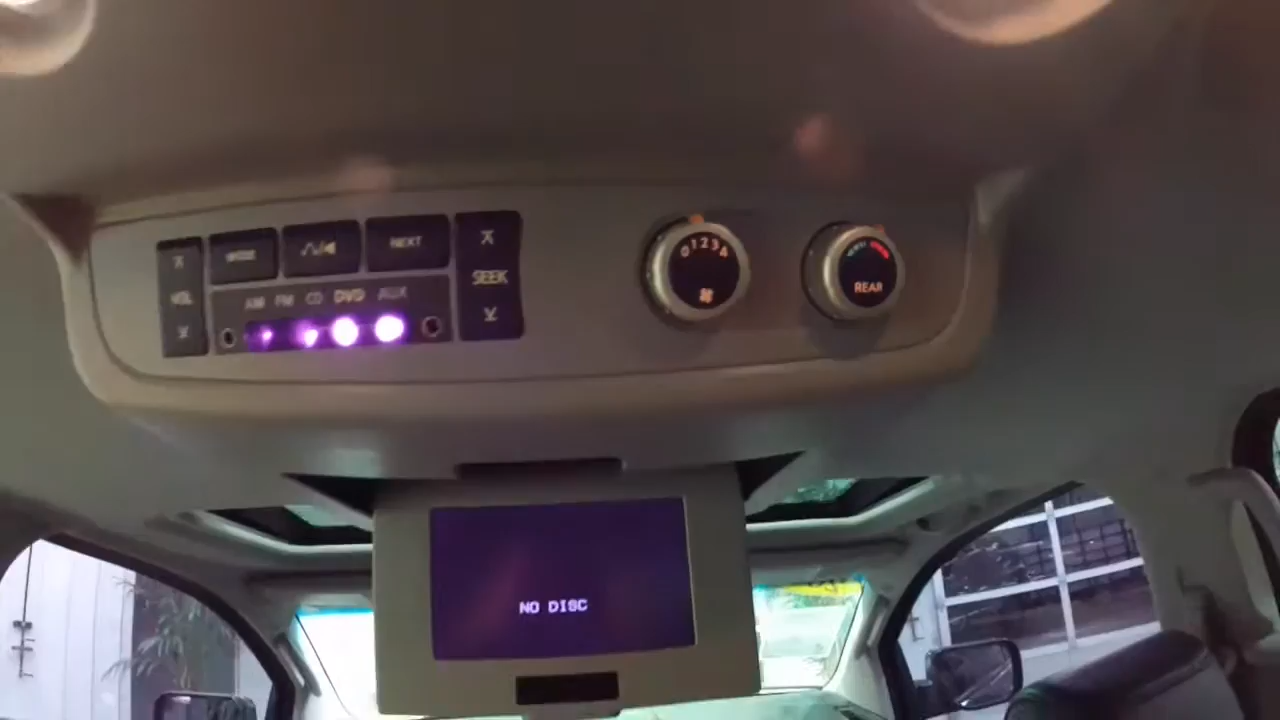 VOL
MODE
NEXT
SEEK
AM FM CD DVD AUX
0 1 2 3 4
REAR
NO DISC